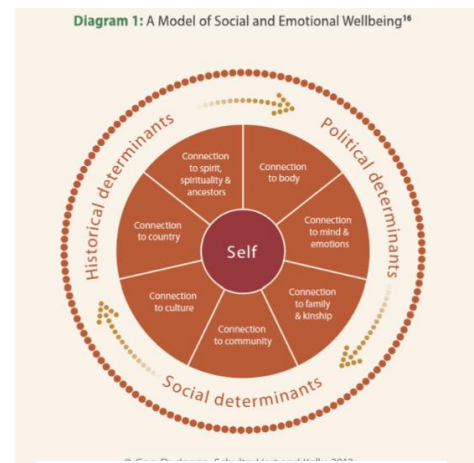 Diagram 1: A Model of Social and Emotional Wellbeing¹⁶
Historical determinants
Political determinants
Social determinants
Connection
to spirit,
spirituality &
ancestors
Connection
to body
Connection
to mind &
emotions
Connection
to family
& kinship
Connection
to community
Connection
to culture
Connection
to country
Self